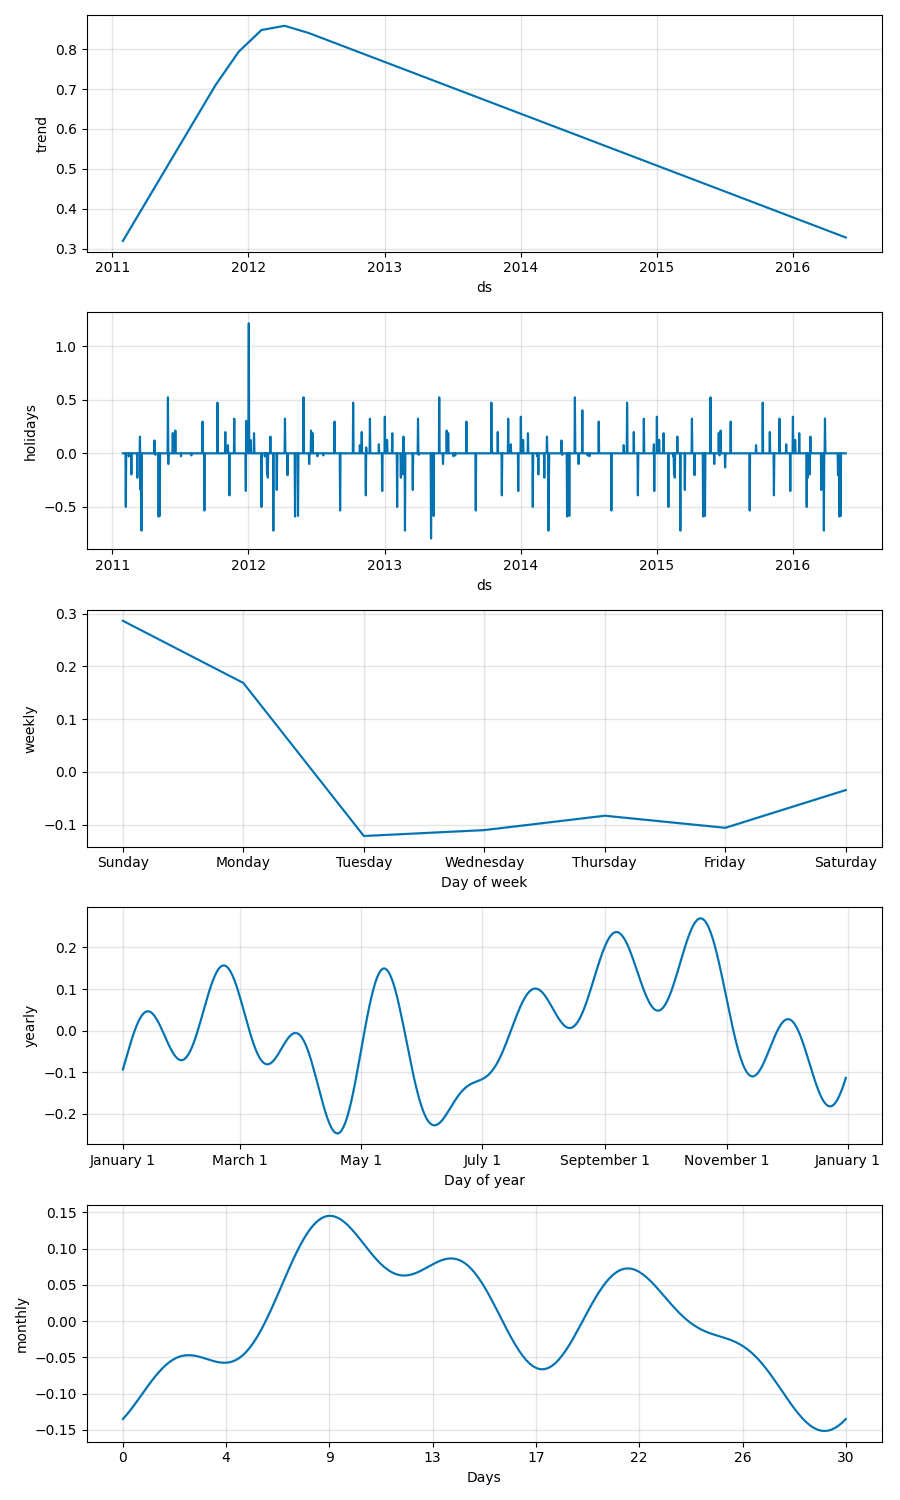 0.8
0.7
0.6
0.5
0.4
0.3
trend
2011 2012 2013 2014 2015 2016
ds
1.0
0.5
0.0
−0.5
holidays
2011 2012 2013 2014 2015 2016
ds
0.3
0.2
0.1
0.0
−0.1
weekly
Sunday Monday Tuesday Wednesday Thursday Friday Saturday
Day of week
0.2
0.1
0.0
−0.1
−0.2
yearly
January 1 March 1 May 1 July 1 September 1 November 1 January 1
Day of year
0.15
0.10
0.05
0.00
−0.05
−0.10
−0.15
monthly
0 4 9 13 17 22 26 30
Days